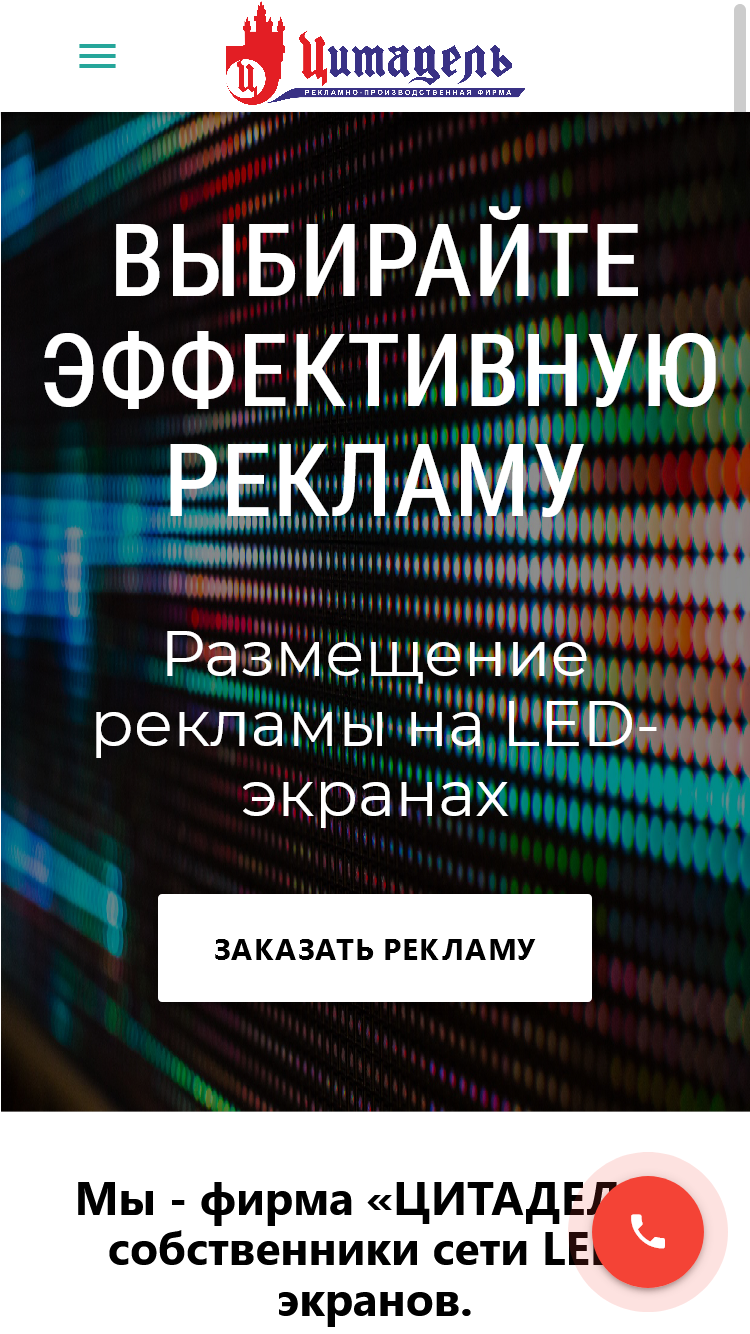 Цитадель
РЕКЛАМНО-ПРОИЗВОДСТВЕННАЯ ФИРМА
ВЫБИРАЙТЕ
ЭФФЕКТИВНУЮ
РЕКЛАМУ
Размещение
рекламы на LED-
экранах
ЗАКАЗАТЬ РЕКЛАМУ
Мы - фирма «ЦИТАДЕЛ
собственники сети LE
экранов.